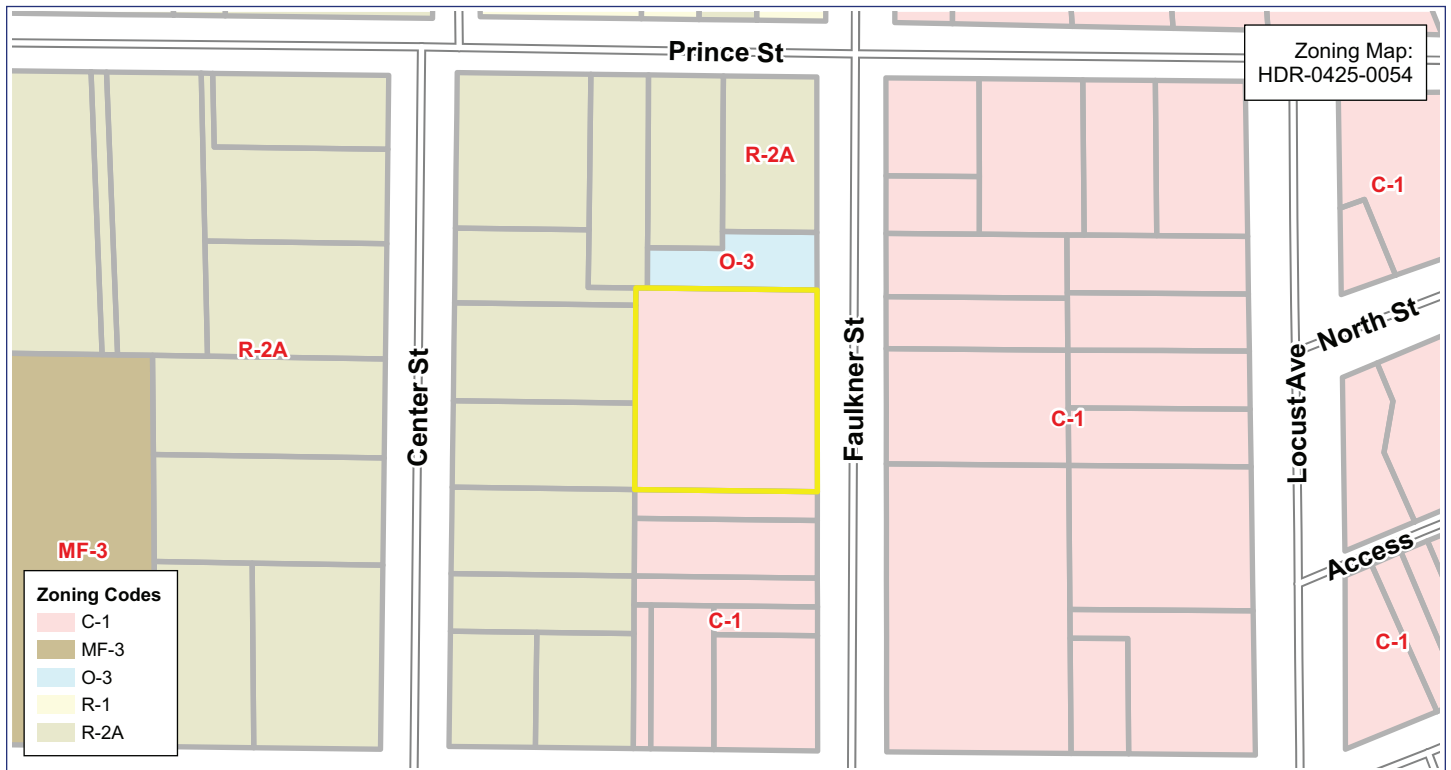 Prince St
Zoning Map:
HDR-0425-0054
R-2A
C-1
O-3
North St
R-2A
Center St
Faulkner St
Locust Ave
C-1
MF-3
Access
C-1
C-1
Zoning Codes
C-1
MF-3
O-3
R-1
R-2A